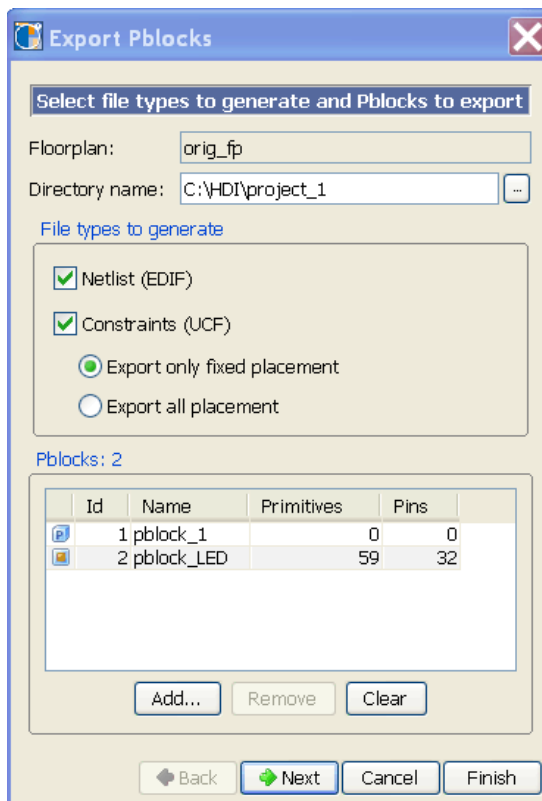 Export Pblocks
Select file types to generate and Pblocks to export
Floorplan: orig_fp
Directory name: C:\HDI\project_1 ...
File types to generate
Netlist (EDIF)
Constraints (UCF)
Export only fixed placement
Export all placement
Pblocks: 2
Id Name Primitives Pins
P 1 pblock_1 0 0
2 pblock_LED 59 32
Add... Remove Clear
Back Next Cancel Finish